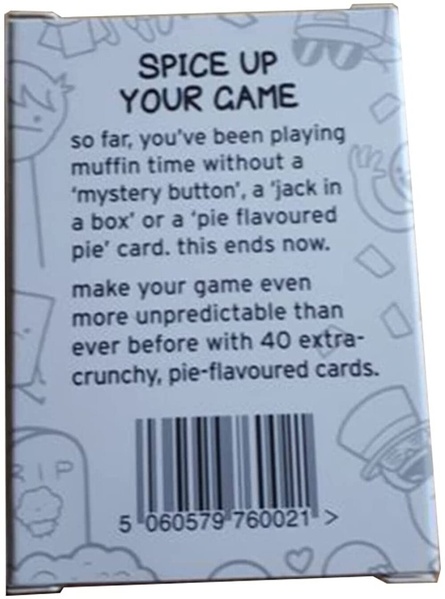 SPICE UP
YOUR GAME
so far, you've been playing
muffin time without a
'mystery button', a 'jack in
a box' or a 'pie flavoured
pie' card. this ends now.
make your game even
more unpredictable than
ever before with 40 extra-
crunchy, pie-flavoured cards.
RIP
5 060579 760021 >